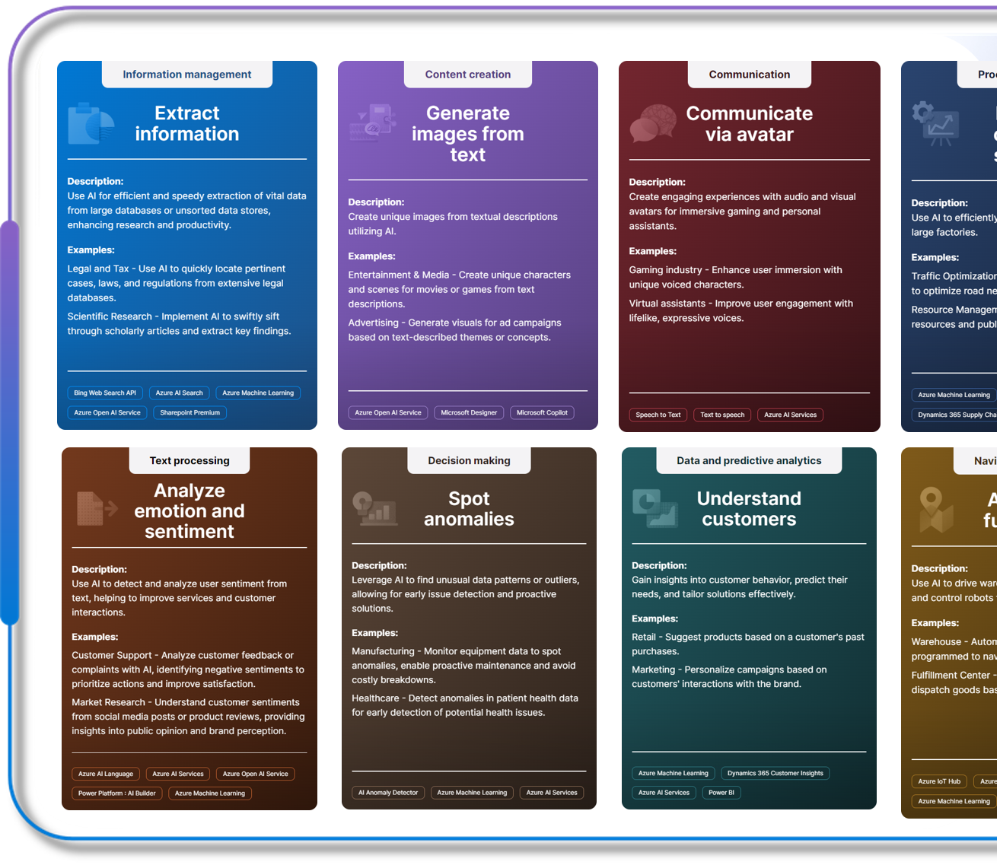 Information management
Extract
information
Description:
Use AI for efficient and speedy extraction of vital data
from large databases or unsorted data stores,
enhancing research and productivity.
Examples:
Legal and Tax - Use AI to quickly locate pertinent
cases, laws, and regulations from extensive legal
databases.
Scientific Research - Implement AI to swiftly sift
through scholarly articles and extract key findings.
Bing Web Search API
Azure AI Search
Azure Machine Learning
Azure Open AI Service
Sharepoint Premium
Content creation
Generate
images from
text
Description:
Create unique images from textual descriptions
utilizing AI.
Examples:
Entertainment & Media - Create unique characters
and scenes for movies or games from text
descriptions.
Advertising - Generate visuals for ad campaigns
based on text-described themes or concepts.
Azure Open AI Service
Microsoft Designer
Microsoft Copilot
Communication
Communicate
via avatar
Description:
Create engaging experiences with audio and visual
avatars for immersive gaming and personal
assistants.
Examples:
Gaming industry - Enhance user immersion with
unique voiced characters.
Virtual assistants - Improve user engagement with
lifelike, expressive voices.
Speech to Text
Text to speech
Azure AI Services
Description:
Use AI to efficiently
large factories.
Examples:
Traffic Optimization
to optimize road
Resource
resources and
Azure Machine Learning
Dynamics 365 Supply
Text processing
Analyze
emotion and
sentiment
Description:
Use AI to detect and analyze user sentiment from
text, helping to improve services and customer
interactions.
Examples:
Customer Support - Analyze customer feedback or
complaints with AI, identifying negative sentiments to
prioritize actions and improve satisfaction.
Market Research - Understand customer sentiments
from social media posts or product reviews, providing
insights into public opinion and brand perception.
Azure AI Language
Azure AI Services
Azure Open AI Service
Power Platform : AI Builder
Azure Machine Learning
Decision making
Spot
anomalies
Description:
Leverage AI to find unusual data patterns or outliers,
allowing for early issue detection and proactive
solutions.
Examples:
Manufacturing - Monitor equipment data to spot
anomalies, enable proactive maintenance and avoid
costly breakdowns.
Healthcare - Detect anomalies in patient health data
for early detection of potential health issues.
AI Anomaly Detector
Azure Machine Learning
Azure AI Services
Data and predictive analytics
Understand
customers
Description:
Gain insights into customer behavior, predict their
needs, and tailor solutions effectively.
Examples:
Retail - Suggest products based on a customer's past
purchases.
Marketing - Personalize campaigns based on
customers' interactions with the brand.
Azure Machine Learning
Dynamics 365 Customer Insights
Azure AI Services
Power BI
Description:
Use AI to drive
and control robots
Examples:
Warehouse -
programmed to
Fulfillment Center -
dispatch goods
Azure IoT Hub
Azure
Azure Machine Learning